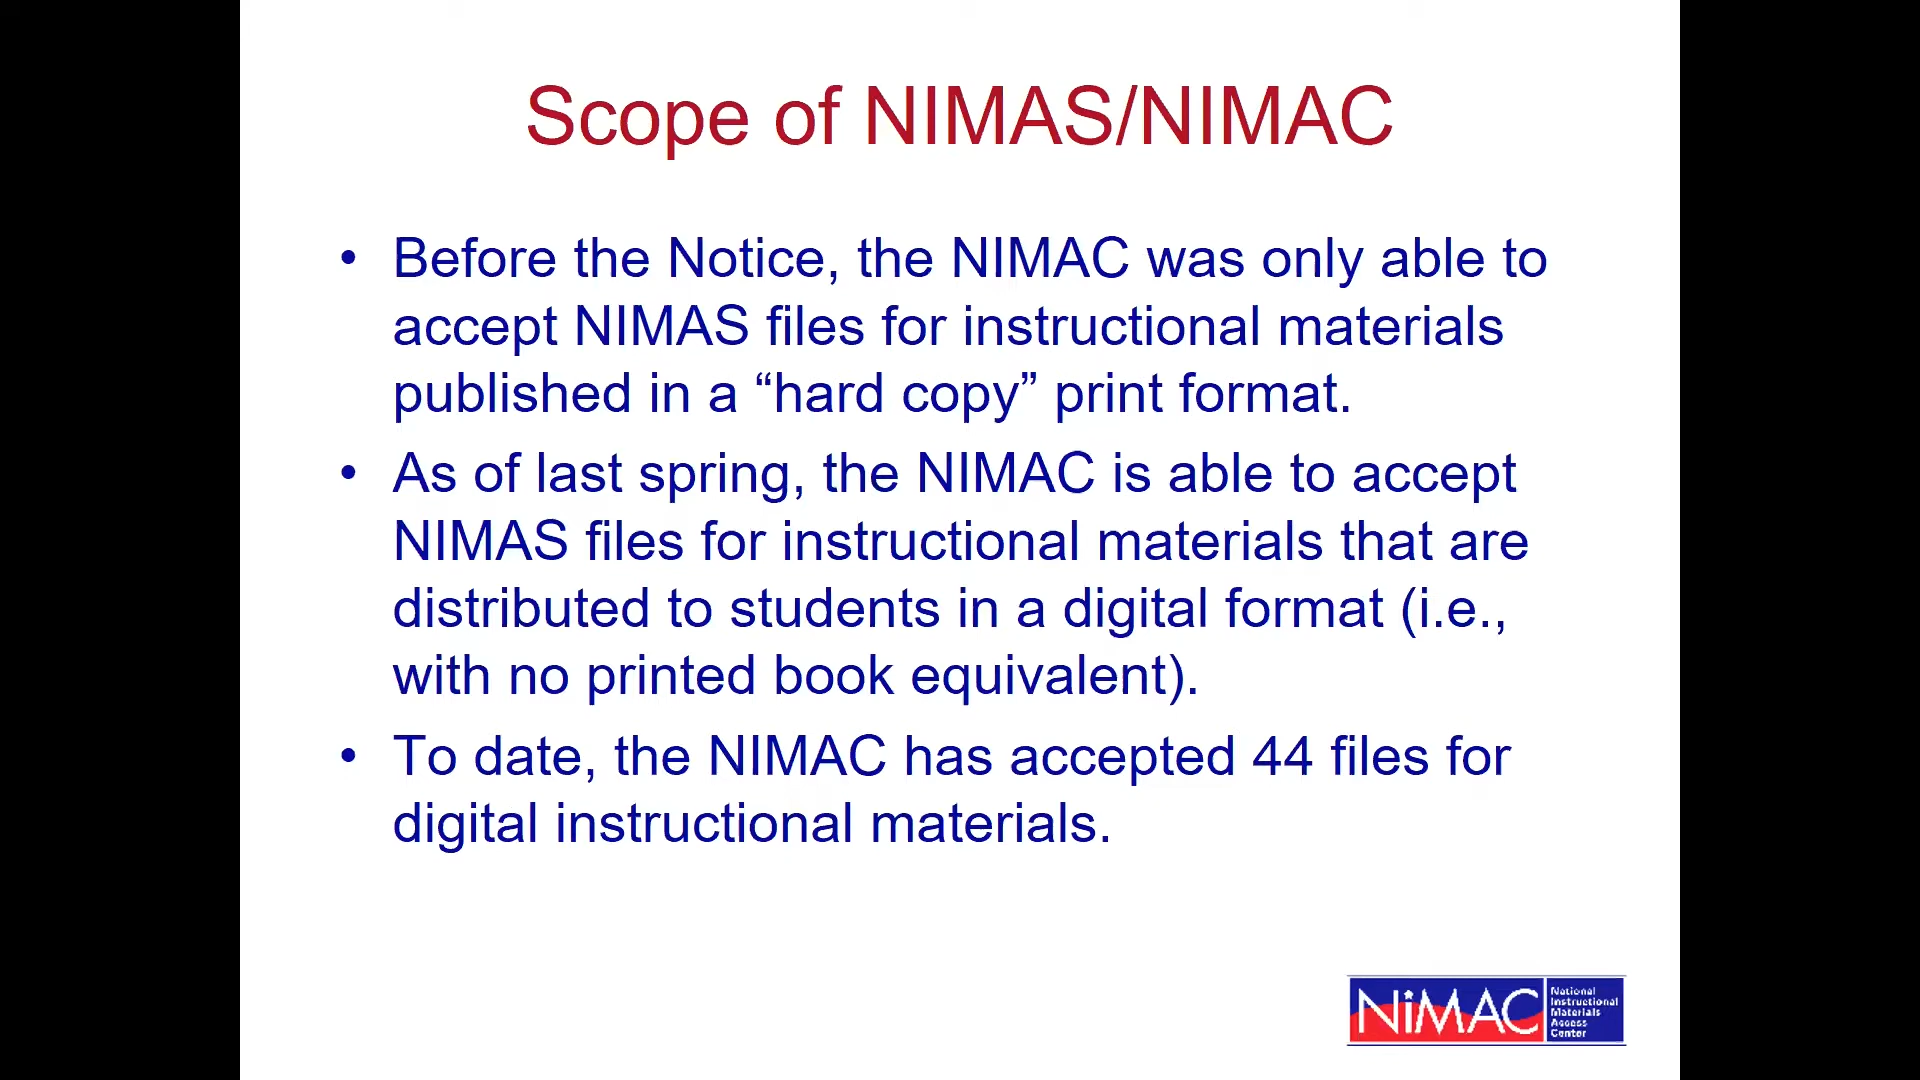 Scope of NIMAS/NIMAC
• Before the Notice, the NIMAC was only able to
accept NIMAS files for instructional materials
published in a “hard copy” print format.
• As of last spring, the NIMAC is able to accept
NIMAS files for instructional materials that are
distributed to students in a digital format (i.e.,
with no printed book equivalent).
• To date, the NIMAC has accepted 44 files for
digital instructional materials.
NiMAC
National
Instructional
Materials
Access
Center